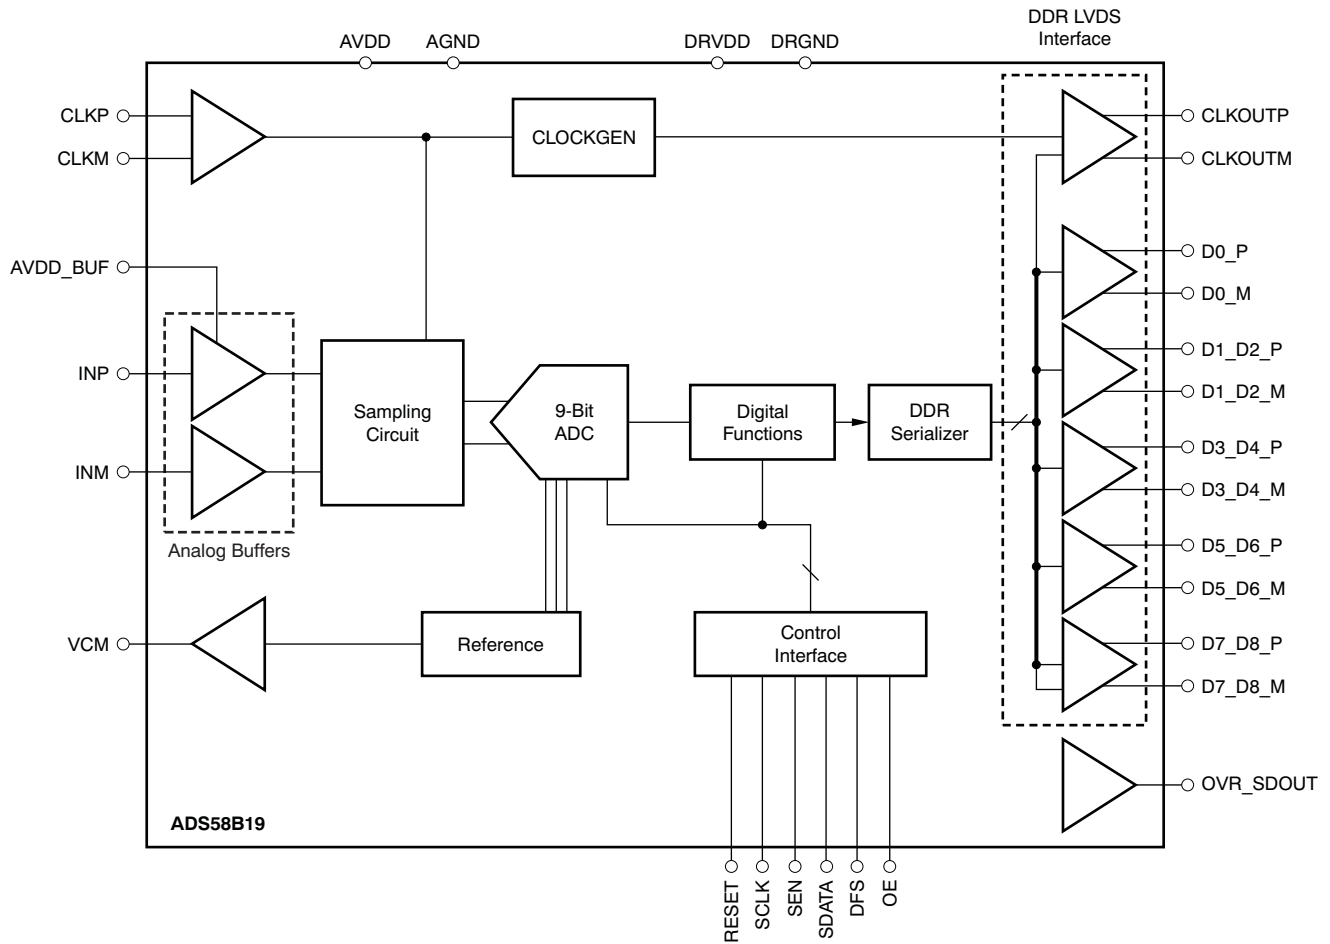 DDR LVDS
Interface
AVDD
AGND
DRVDD
DRGND
CLKP
CLKM
CLOCKGEN
CLKOUTP
CLKOUTM
AVDD_BUF
D0_P
D0_M
INP
INM
Analog Buffers
Sampling
Circuit
9-Bit
ADC
Digital
Functions
DDR
Serializer
D1_D2_P
D1_D2_M
D3_D4_P
D3_D4_M
D5_D6_P
D5_D6_M
D7_D8_P
D7_D8_M
VCM
Reference
Control
Interface
OVR_SDOUT
ADS58B19
RESET
SCLK
SEN
SDATA
DFS
OE